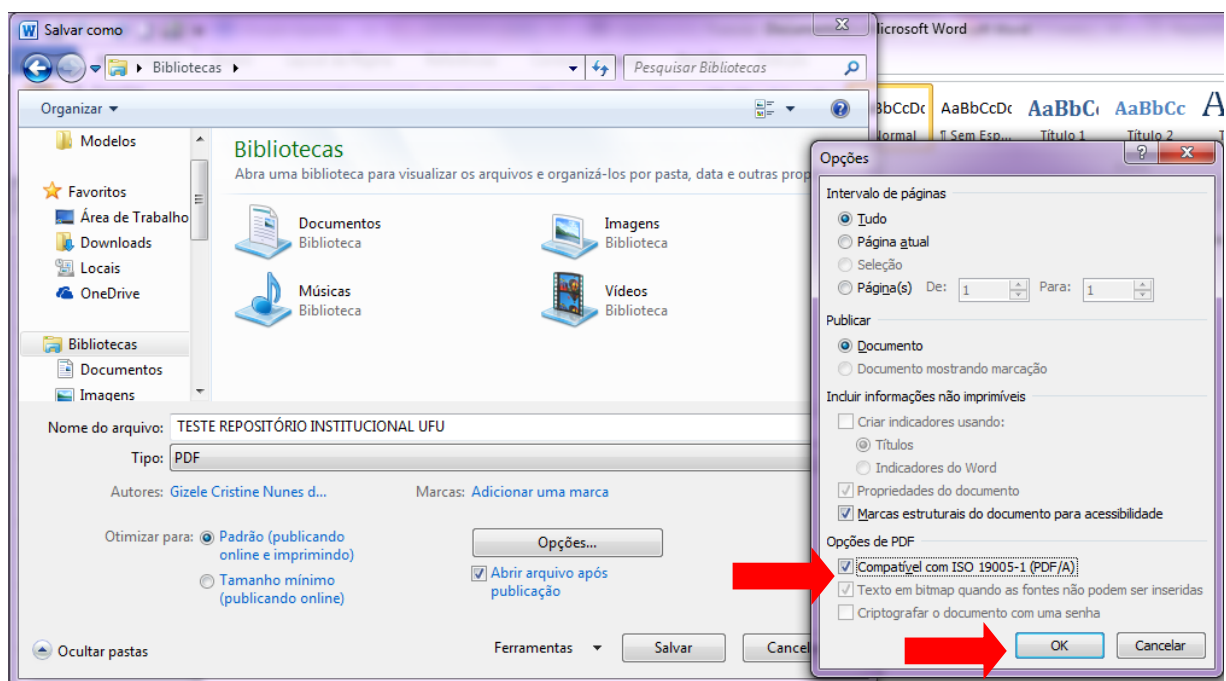 Salvar como
Microsoft Word
Bibliotecas
Pesquisar Bibliotecas
Organizar
AaBbCcDc AaBbCc AaBbCc
Normal ¶ Sem Esp... Título 1 Título 2
Modelos
Favoritos
Área de Trabalho
Downloads
Locais
OneDrive
Bibliotecas
Documentos
Imagens
Bibliotecas
Abra uma biblioteca para visualizar os arquivos e organizá-los por pasta, data e outras prop
Documentos
Biblioteca
Imagens
Biblioteca
Músicas
Biblioteca
Vídeos
Biblioteca
Nome do arquivo: TESTE REPOSITÓRIO INSTITUCIONAL UFU
Tipo: PDF
Autores: Gizele Cristine Nunes d...
Marcas: Adicionar uma marca
Otimizar para: Padrão (publicando
online e imprimindo)
Tamanho mínimo
(publicando online)
Opções...
Abrir arquivo após
publicação
Ocultar pastas
Ferramentas
Salvar
Cancel
Opções
Intervalo de páginas
Tudo
Página atual
Seleção
Página(s) De: 1 Para: 1
Publicar
Documento
Documento mostrando marcação
Incluir informações não imprimíveis
Criar indicadores usando:
Títulos
Indicadores do Word
Propriedades do documento
Marcas estruturais do documento para acessibilidade
Opções de PDF
Compatível com ISO 19005-1 (PDF/A)
Texto em bitmap quando as fontes não podem ser inseridas
Criptografar o documento com uma senha
OK
Cancelar